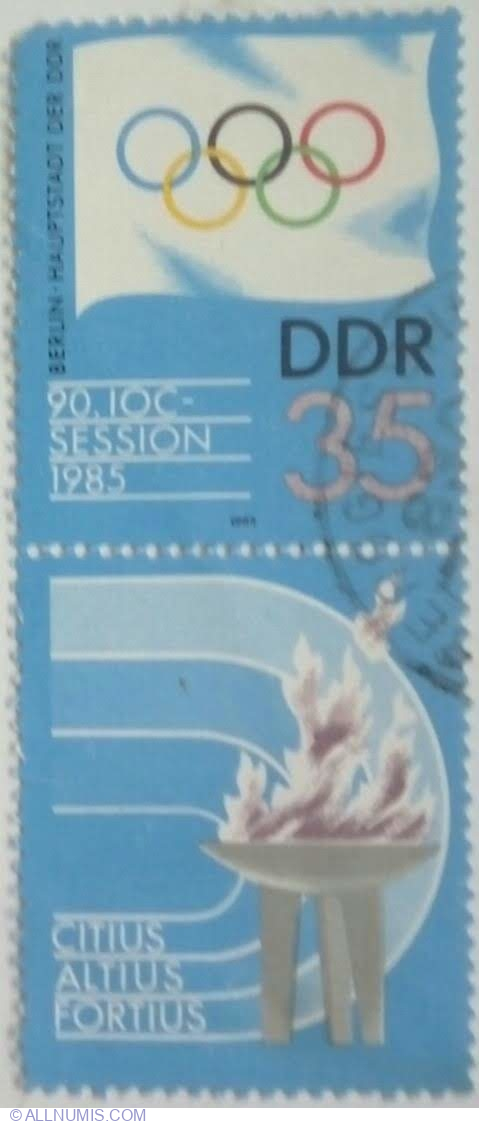 BERLIN · HAUPTSTADT DER DDR
DDR
35
90. IOC-
SESSION
1985
1985
CITIUS
ALTIUS
FORTIUS
© ALLNUMIS.COM